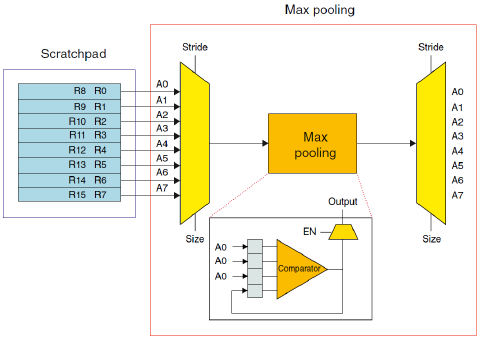 Max pooling
Scratchpad
Stride
Stride
R8 R0
A0
A0
R9 R1
A1
A1
R10 R2
A2
A2
R11 R3
A3
A3
R12 R4
A4
A4
R13 R5
A5
A5
R14 R6
A6
A6
R15 R7
A7
A7
Max
pooling
Size
Size
Output
EN
A0
A0
A0
Comparator